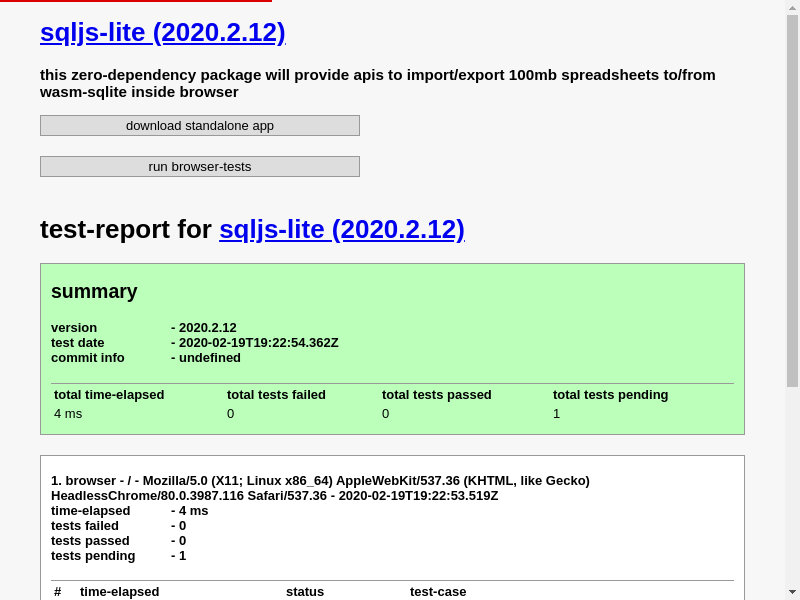 sqljs-lite (2020.2.12)
this zero-dependency package will provide apis to import/export 100mb spreadsheets to/from
wasm-sqlite inside browser
download standalone app
run browser-tests
test-report for sqljs-lite (2020.2.12)
summary
version - 2020.2.12
test date - 2020-02-19T19:22:54.362Z
commit info - undefined
total time-elapsed total tests failed total tests passed total tests pending
4 ms 0 0 1
1. browser - / - Mozilla/5.0 (X11; Linux x86_64) AppleWebKit/537.36 (KHTML, like Gecko)
HeadlessChrome/80.0.3987.116 Safari/537.36 - 2020-02-19T19:22:53.519Z
time-elapsed - 4 ms
tests failed - 0
tests passed - 0
tests pending - 1
# time-elapsed status test-case